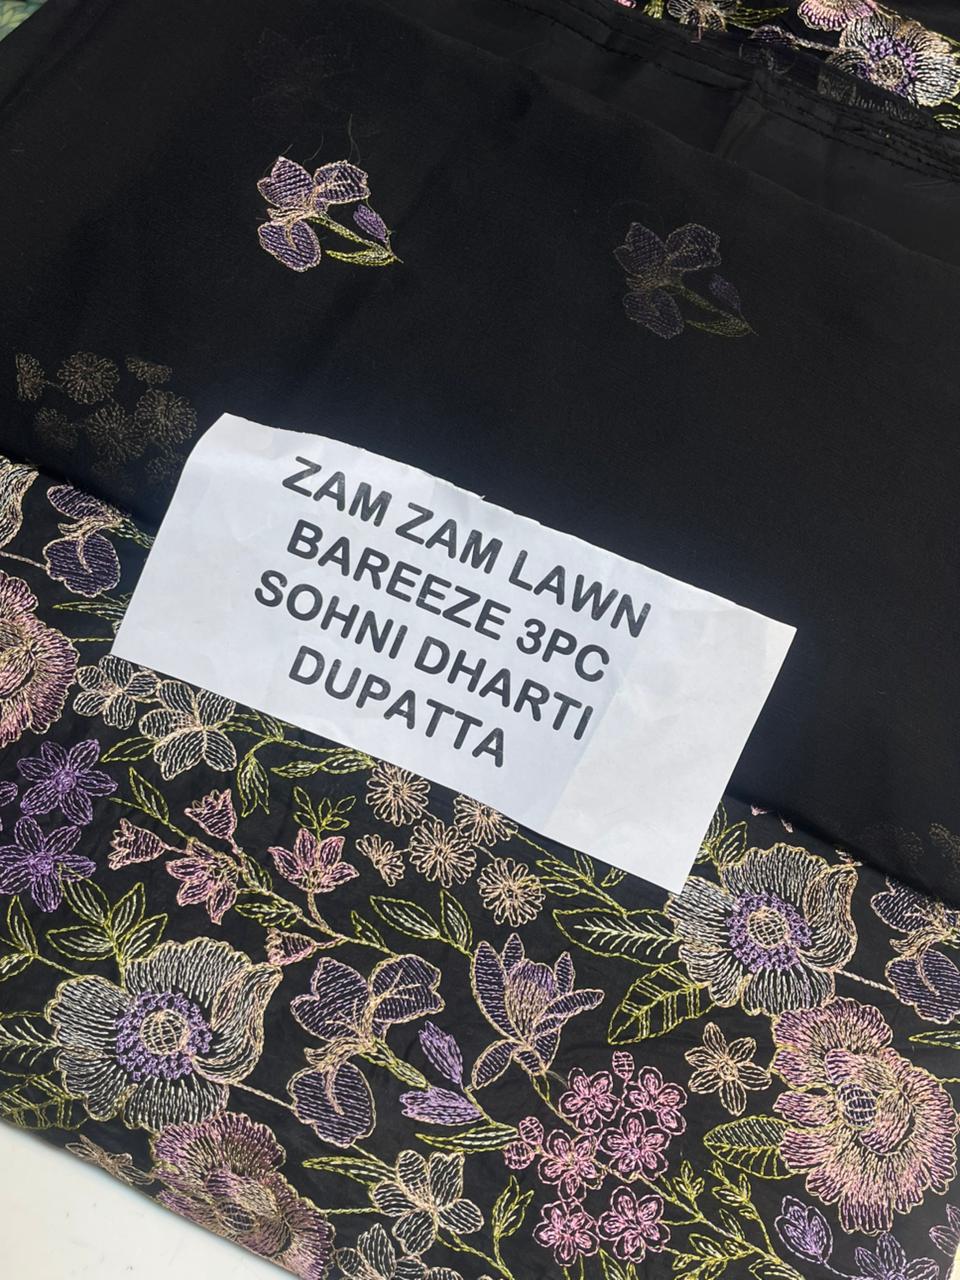 ZAM ZAM LAWN
BAREEZE 3PC
SOHNI DHARTI
DUPATTA